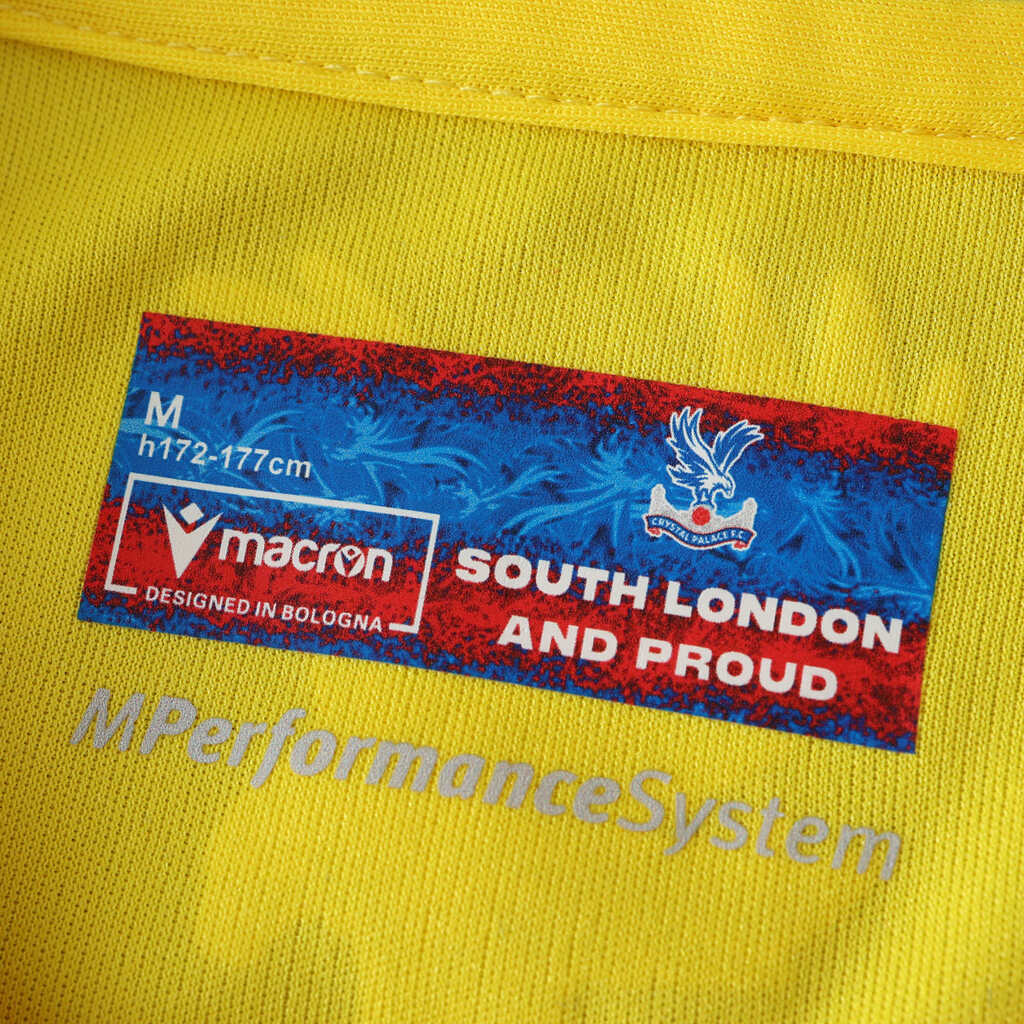 M
h172-177cm
macron
DESIGNED IN BOLOGNA
CRYSTAL PALACE F.C.
SOUTH LONDON
AND PROUD
MPerformanceSystem